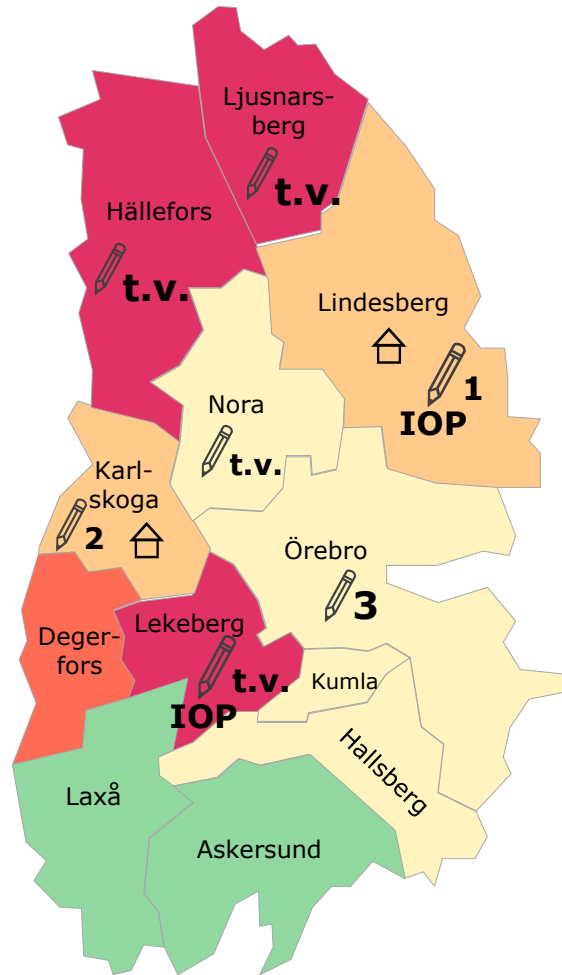 Ljusnars-
berg
t.v.
Hällefors
t.v.
Lindesberg
1
IOP
Nora
t.v.
Karl-
skoga
2
Örebro
3
Lekeberg
t.v.
IOP
Deger-
fors
Kumla
Hallsberg
Laxå
Askersund